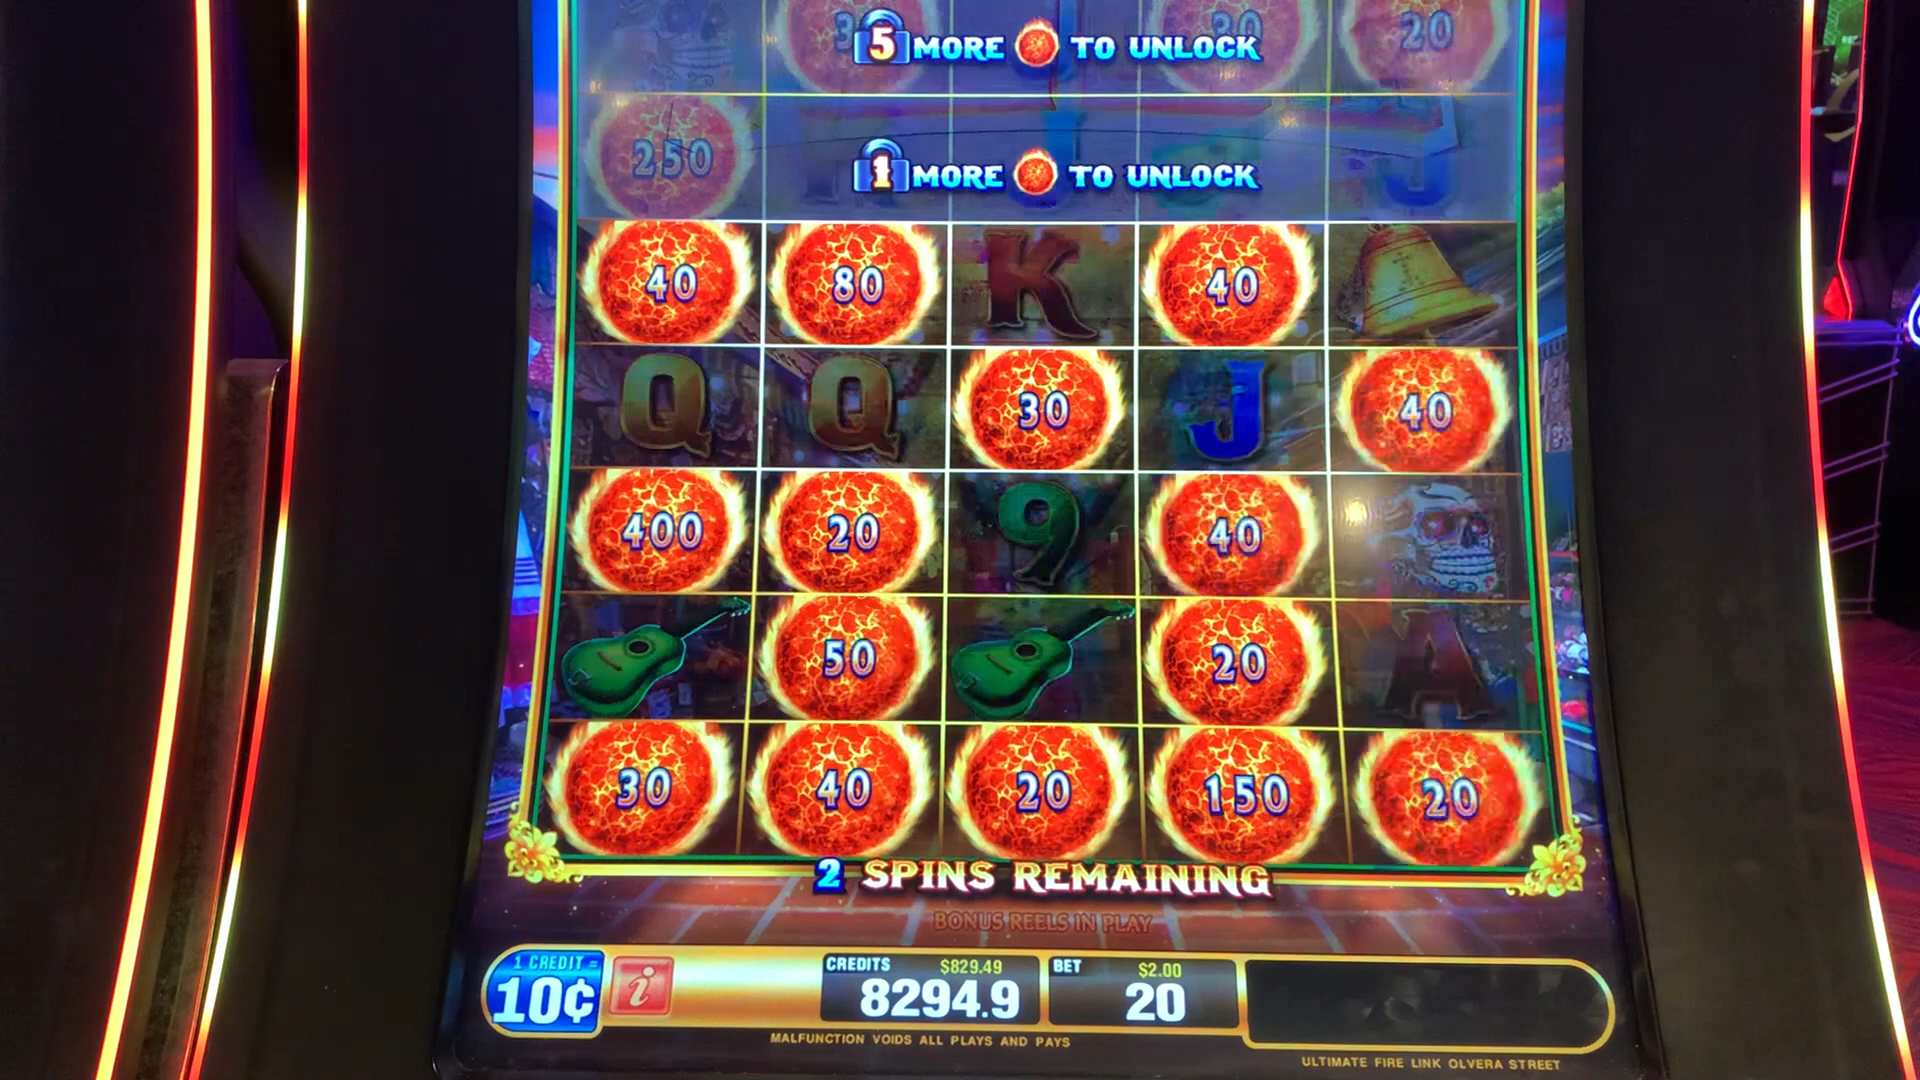 5 MORE TO UNLOCK
30 20
250
1 MORE TO UNLOCK
J
40 80 K 40
Q Q 30 J 40
400 20 9 40
50 20 A
30 40 20 150 20
2 SPINS REMAINING
BONUS REELS IN PLAY
1 CREDIT =
10¢
i
CREDITS $829.49
8294.9
BET $2.00
20
MALFUNCTION VOIDS ALL PLAYS AND PAYS
ULTIMATE FIRE LINK OLVERA STREET